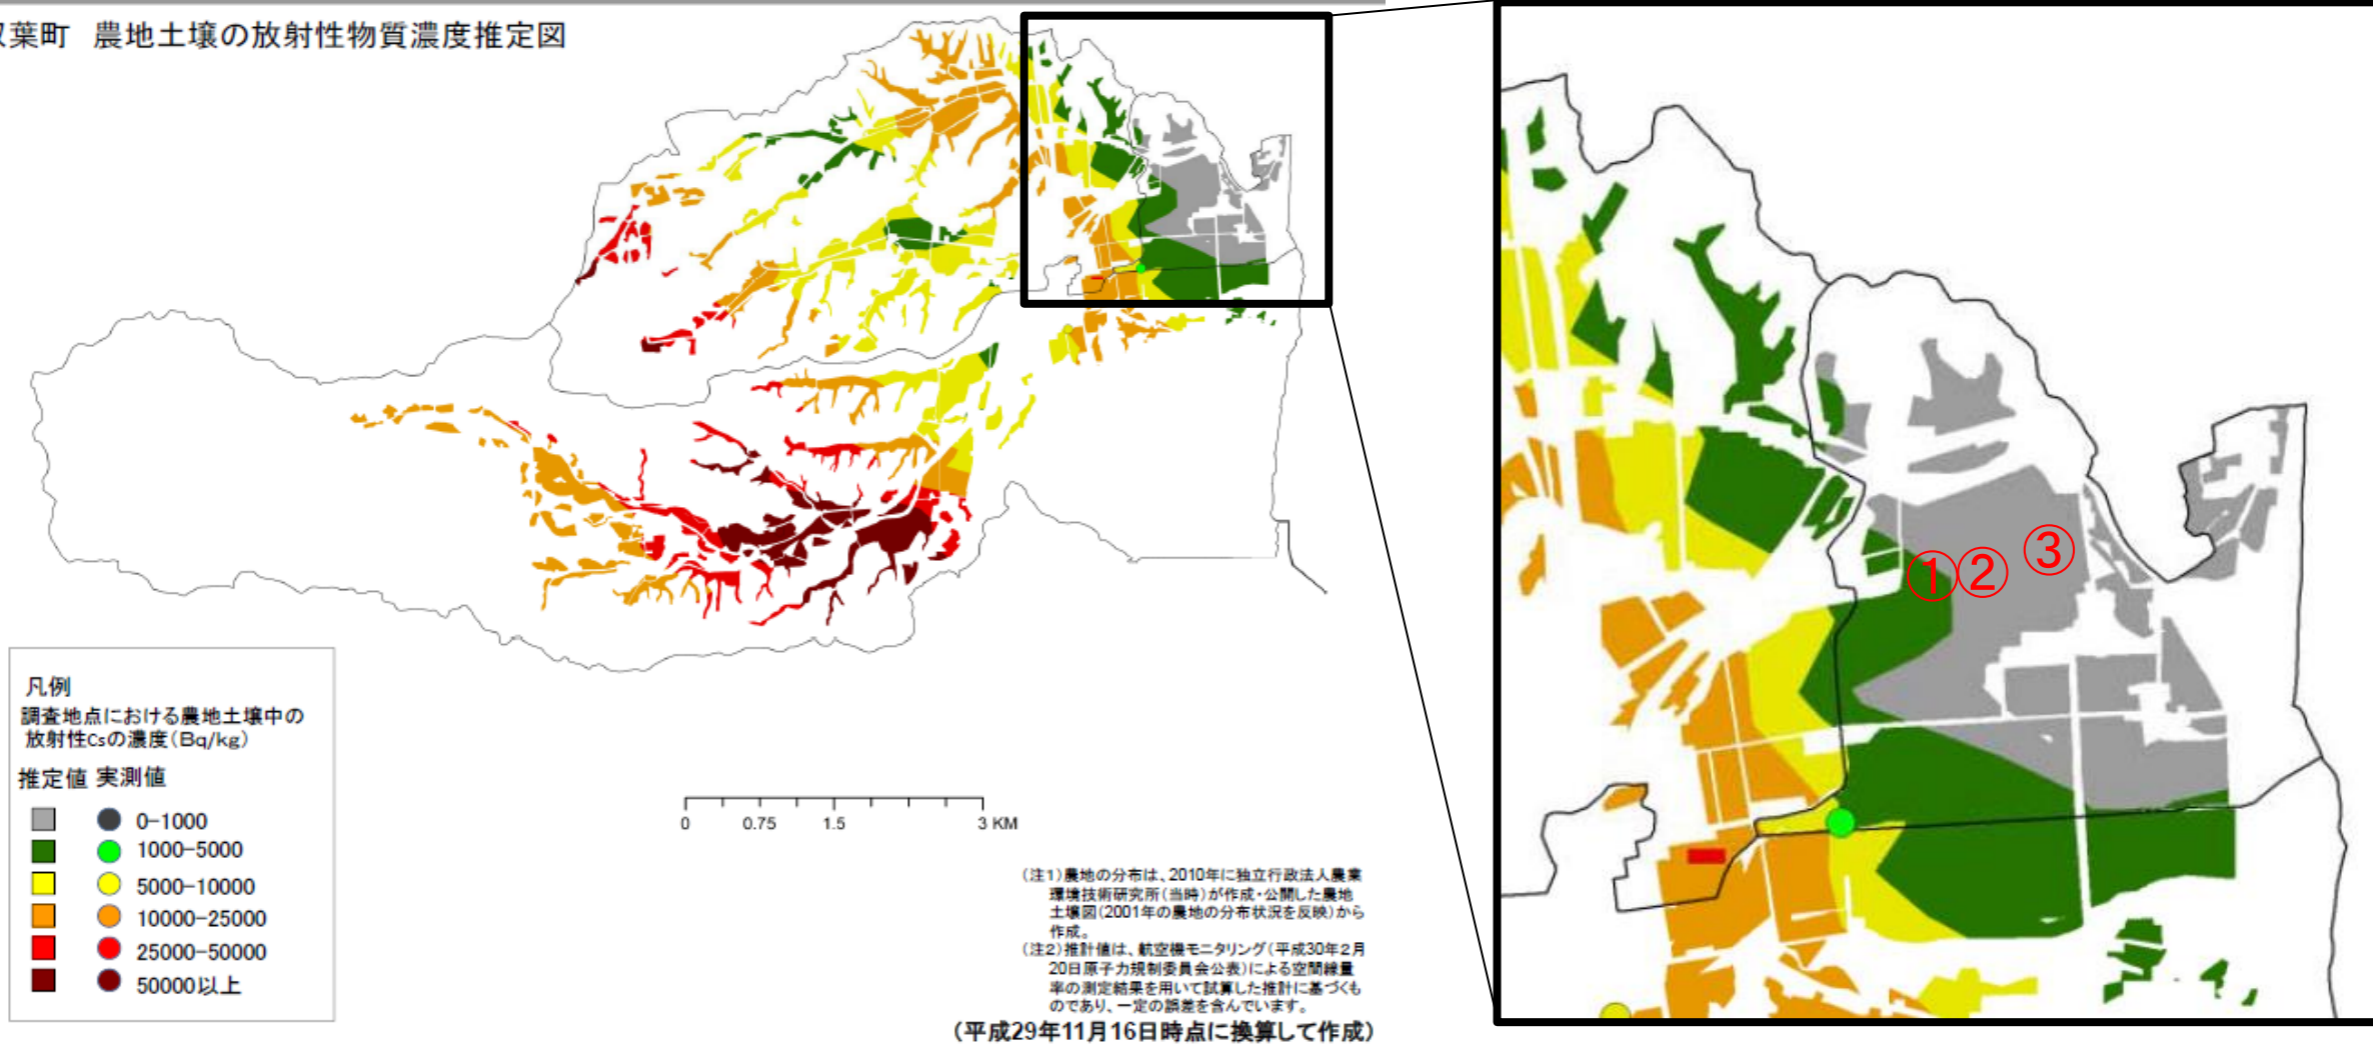 葉町 農地土壌の放射性物質濃度推定図
凡例
調査地点における農地土壌中の
放射性Csの濃度(Bq/kg)
推定値 実測値
0-1000
1000-5000
5000-10000
10000-25000
25000-50000
50000以上
0 0.75 1.5 3 KM
(注1)農地の分布は、2010年に独立行政法人農業
環境技術研究所(当時)が作成・公開した農地
土壌図(2001年の農地の分布状況を反映)から
作成。
(注2)推計値は、航空機モニタリング(平成30年2月
20日原子力規制委員会公表)による空間線量
率の測定結果を用いて試算した推計に基づくも
のであり、一定の誤差を含んでいます。
(平成29年11月16日時点に換算して作成)
① ② ③